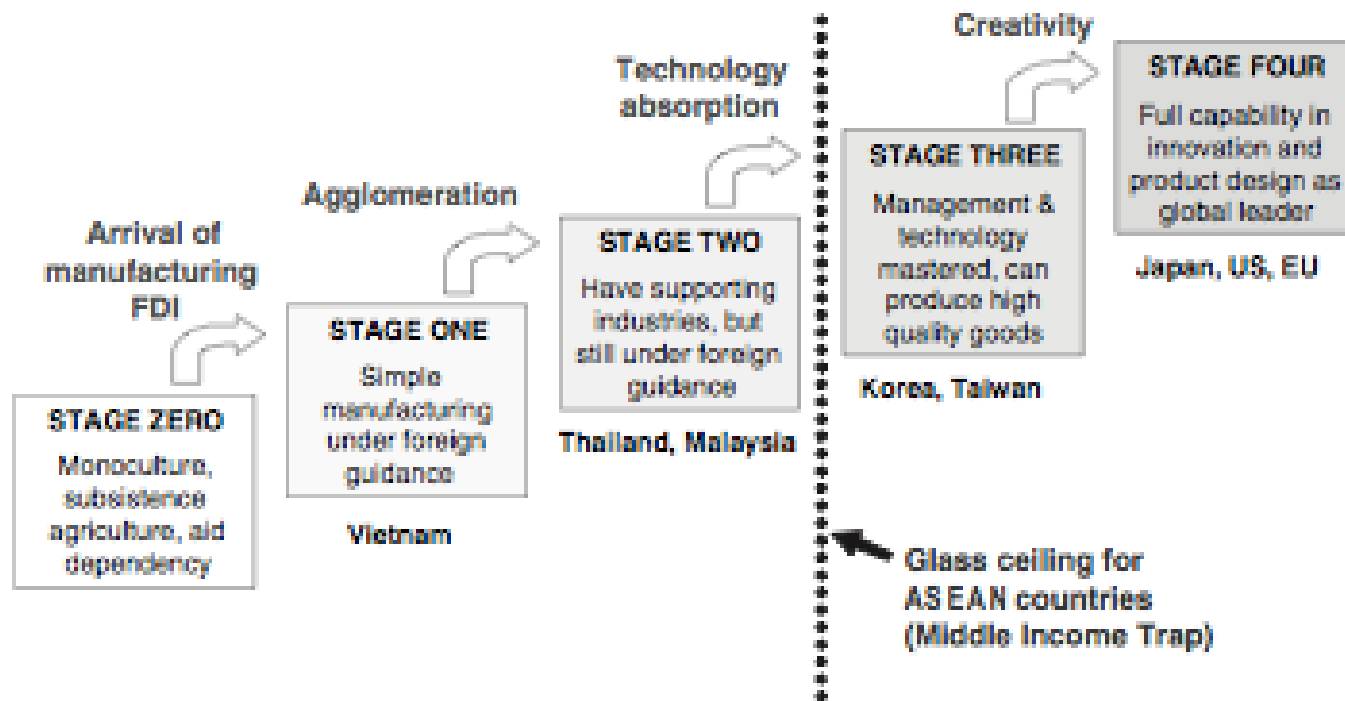 Creativity
STAGE FOUR
Full capability in
innovation and
product design as
global leader
Japan, US, EU
Technology
absorption
STAGE THREE
Management &
technology
mastered, can
produce high
quality goods
Korea, Taiwan
Agglomeration
STAGE TWO
Have supporting
industries, but
still under foreign
guidance
Thailand, Malaysia
Arrival of
manufacturing
FDI
STAGE ONE
Simple
manufacturing
under foreign
guidance
Vietnam
STAGE ZERO
Monoculture,
subsistence
agriculture, aid
dependency
Glass ceiling for
ASEAN countries
(Middle Income Trap)